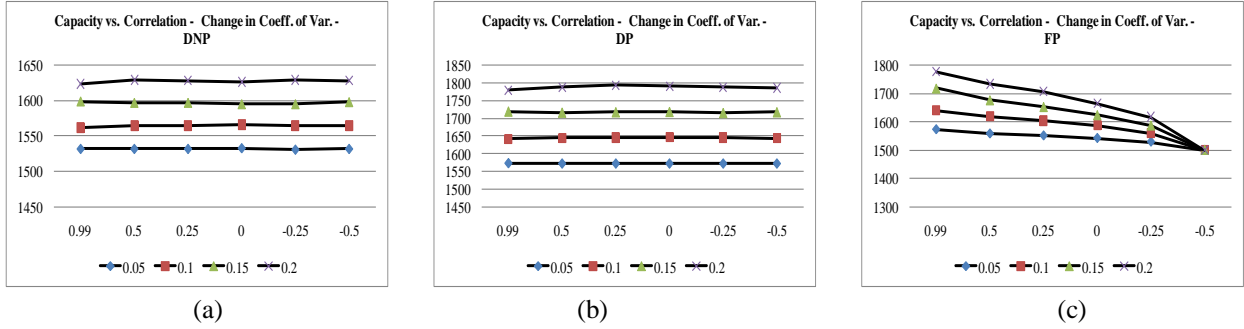 Capacity vs. Correlation - Change in Coeff. of Var. -
DNP
1650
1600
1550
1500
1450
0.99 0.5 0.25 0 -0.25 -0.5
0.05 0.1 0.15 0.2
(a)
Capacity vs. Correlation - Change in Coeff. of Var. -
DP
1850
1800
1750
1700
1650
1600
1550
1500
1450
0.99 0.5 0.25 0 -0.25 -0.5
0.05 0.1 0.15 0.2
(b)
Capacity vs. Correlation - Change in Coeff. of Var. -
FP
1800
1700
1600
1500
1400
1300
0.99 0.5 0.25 0 -0.25 -0.5
0.05 0.1 0.15 0.2
(c)